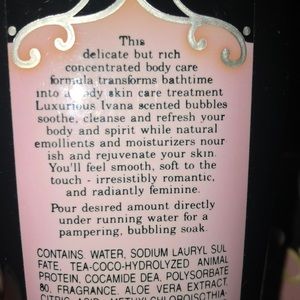 This
delicate but rich
concentrated body care
formula transforms bathtime
into a body skin care treatment
Luxurious Ivana scented bubbles
soothe, cleanse and refresh your
body and spirit while natural
emollients and moisturizers nour
ish and rejuvenate your skin.
You'll feel smooth, soft to the
touch - irresistibly romantic,
and radiantly feminine.
Pour desired amount directly
under running water for a
pampering, bubbling soak.
CONTAINS. WATER, SODIUM LAURYL SUL
FATE, TEA-COCO-HYDROLYZED ANIMAL
PROTEIN, COCAMIDE DEA, POLYSORBATE
80, FRAGRANCE, ALOE VERA EXTRACT,
CITRIC ACID,